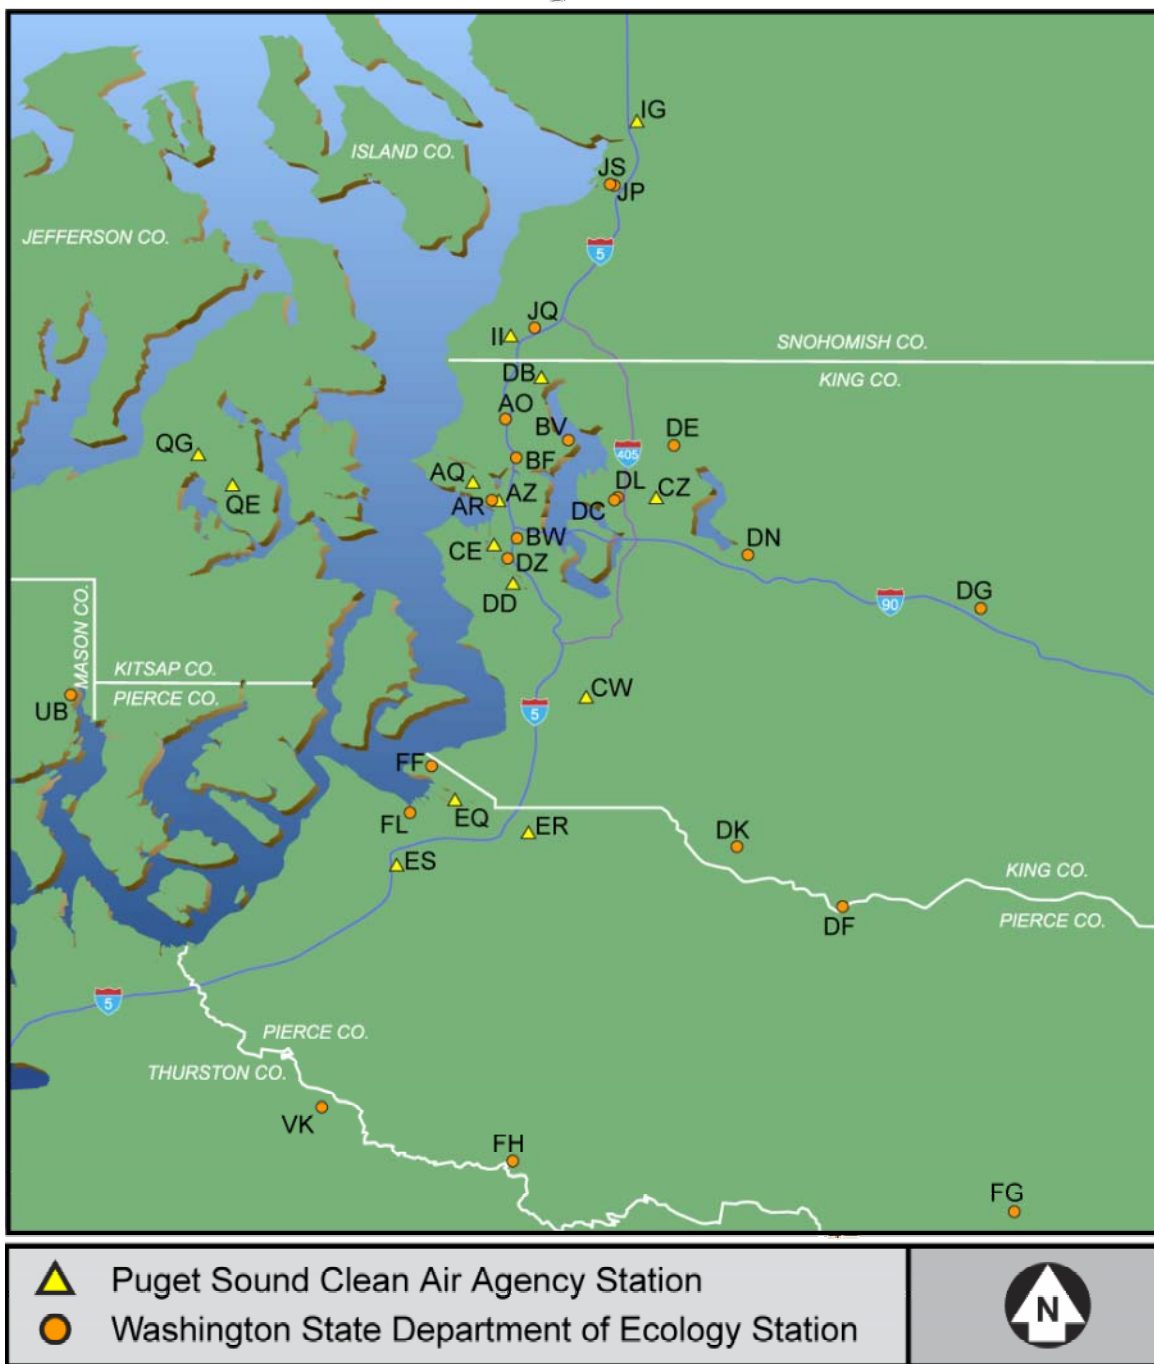 IG
ISLAND CO.
JS
JP
JEFFERSON CO.
5
JQ
II
SNOHOMISH CO.
DB
KING CO.
AO
BV
DE
QG
BF
405
AQ
DL
CZ
QE
AR
AZ
DC
BW
DN
CE
DZ
DD
DG
90
MASON CO.
KITSAP CO.
PIERCE CO.
CW
UB
5
FF
FL
EQ
ER
DK
ES
KING CO.
DF
PIERCE CO.
5
PIERCE CO.
THURSTON CO.
VK
FH
FG
Puget Sound Clean Air Agency Station
Washington State Department of Ecology Station
N